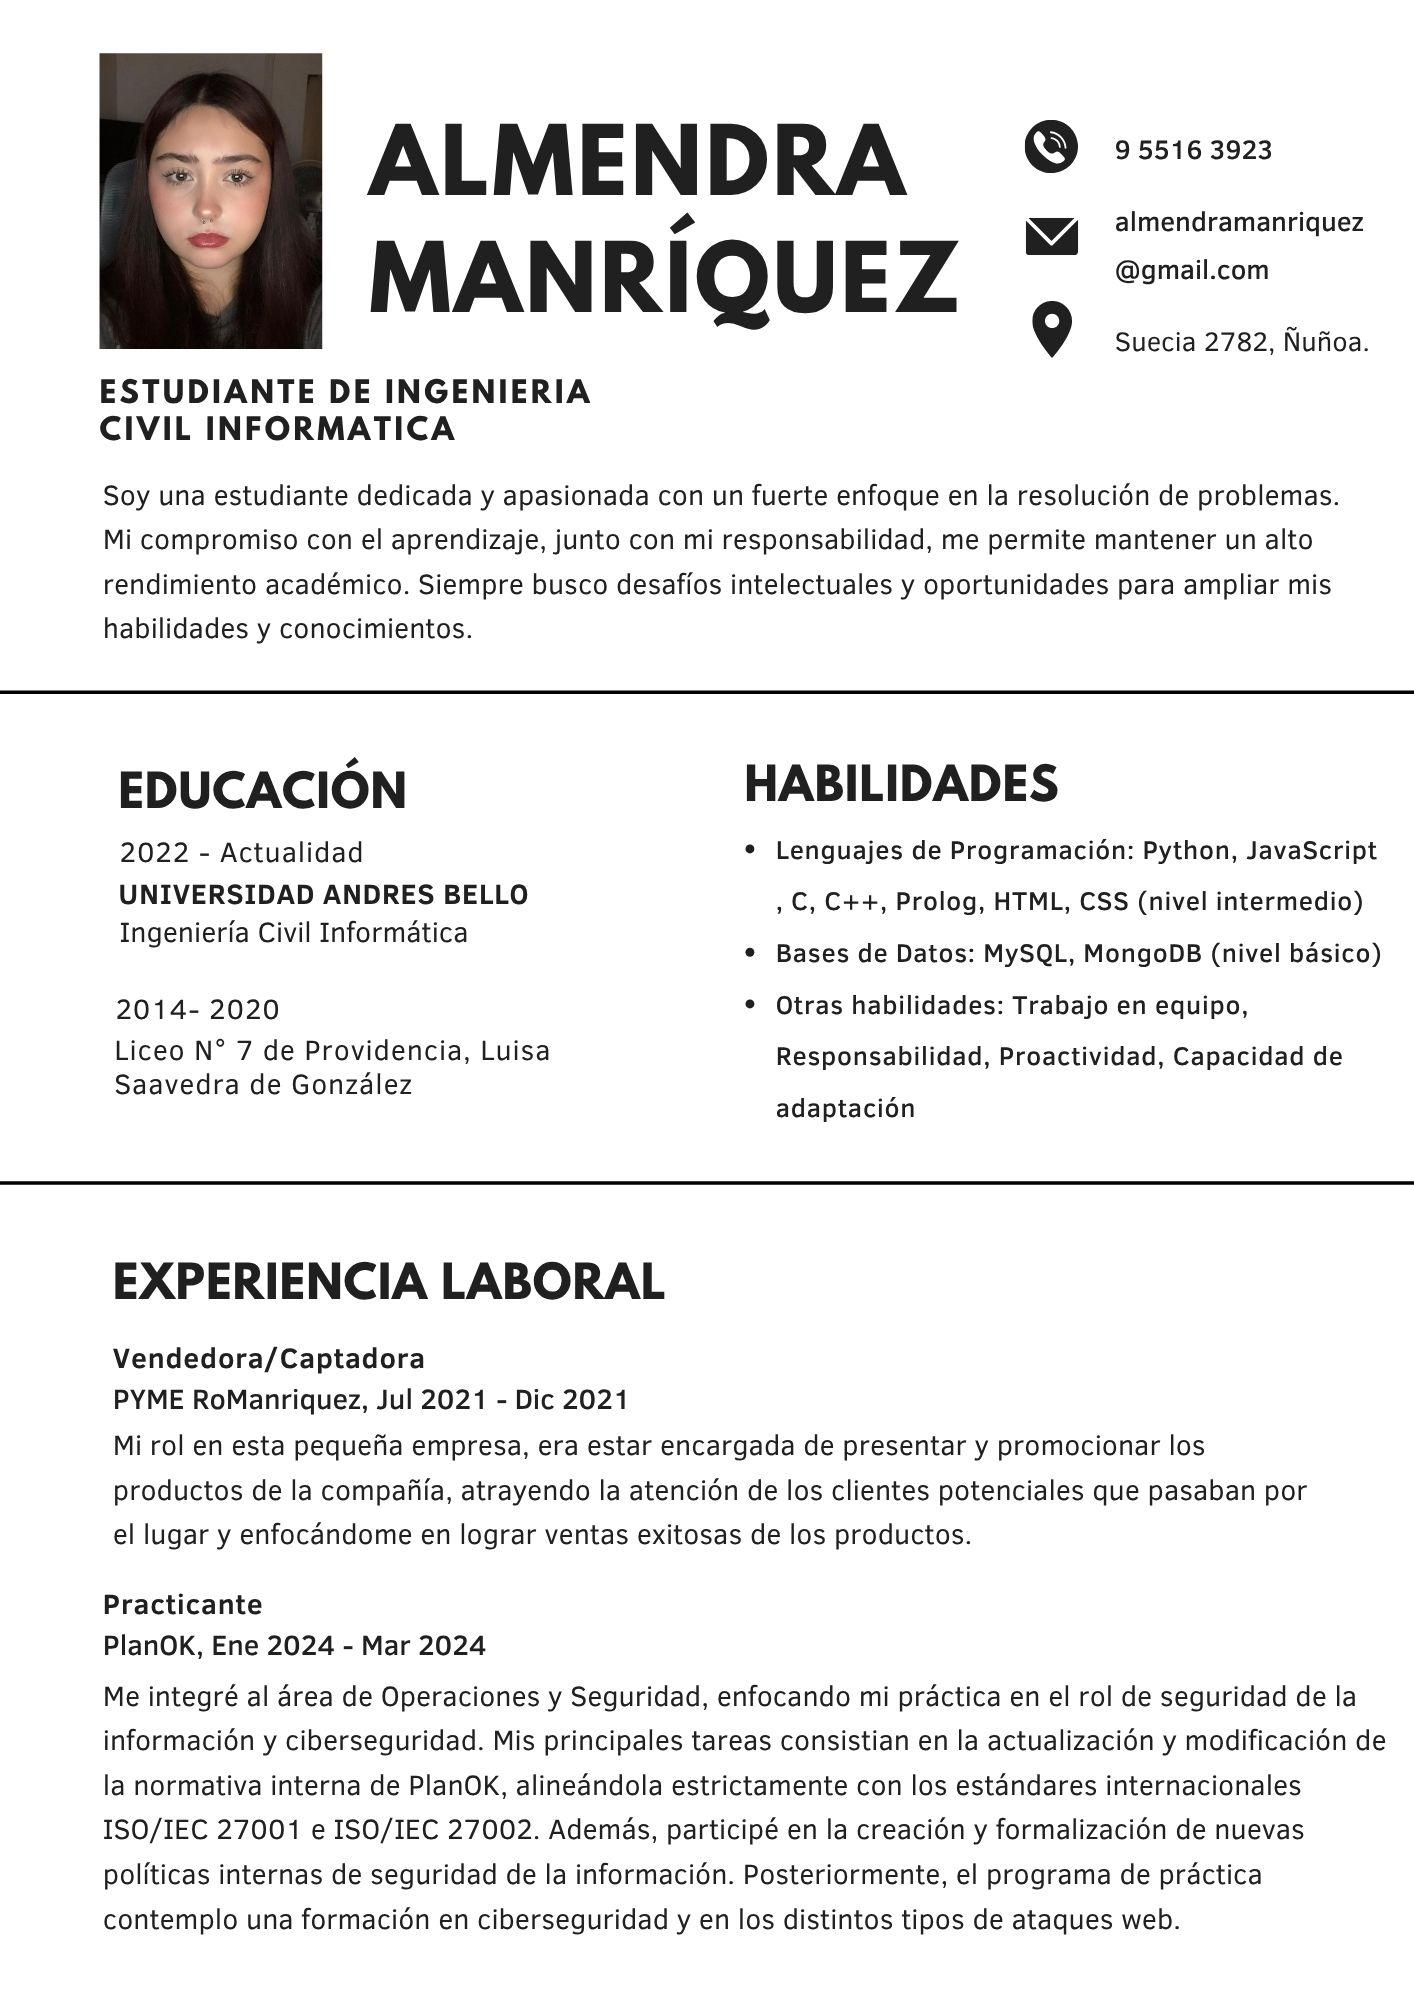 ALMENDRA
MANRÍQUEZ
9 5516 3923
almendramanriquez
@gmail.com
Suecia 2782, Ñuñoa.
ESTUDIANTE DE INGENIERIA
CIVIL INFORMATICA
Soy una estudiante dedicada y apasionada con un fuerte enfoque en la resolución de problemas.
Mi compromiso con el aprendizaje, junto con mi responsabilidad, me permite mantener un alto
rendimiento académico. Siempre busco desafíos intelectuales y oportunidades para ampliar mis
habilidades y conocimientos.
EDUCACIÓN
2022 - Actualidad
UNIVERSIDAD ANDRES BELLO
Ingeniería Civil Informática
2014- 2020
Liceo N° 7 de Providencia, Luisa
Saavedra de González
HABILIDADES
• Lenguajes de Programación: Python, JavaScript
, C, C++, Prolog, HTML, CSS (nivel intermedio)
• Bases de Datos: MySQL, MongoDB (nivel básico)
• Otras habilidades: Trabajo en equipo,
Responsabilidad, Proactividad, Capacidad de
adaptación
EXPERIENCIA LABORAL
Vendedora/Captadora
PYME RoManriquez, Jul 2021 - Dic 2021
Mi rol en esta pequeña empresa, era estar encargada de presentar y promocionar los
productos de la compañía, atrayendo la atención de los clientes potenciales que pasaban por
el lugar y enfocándome en lograr ventas exitosas de los productos.
Practicante
PlanOK, Ene 2024 - Mar 2024
Me integré al área de Operaciones y Seguridad, enfocando mi práctica en el rol de seguridad de la
información y ciberseguridad. Mis principales tareas consistian en la actualización y modificación de
la normativa interna de PlanOK, alineándola estrictamente con los estándares internacionales
ISO/IEC 27001 e ISO/IEC 27002. Además, participé en la creación y formalización de nuevas
políticas internas de seguridad de la información. Posteriormente, el programa de práctica
contemplo una formación en ciberseguridad y en los distintos tipos de ataques web.